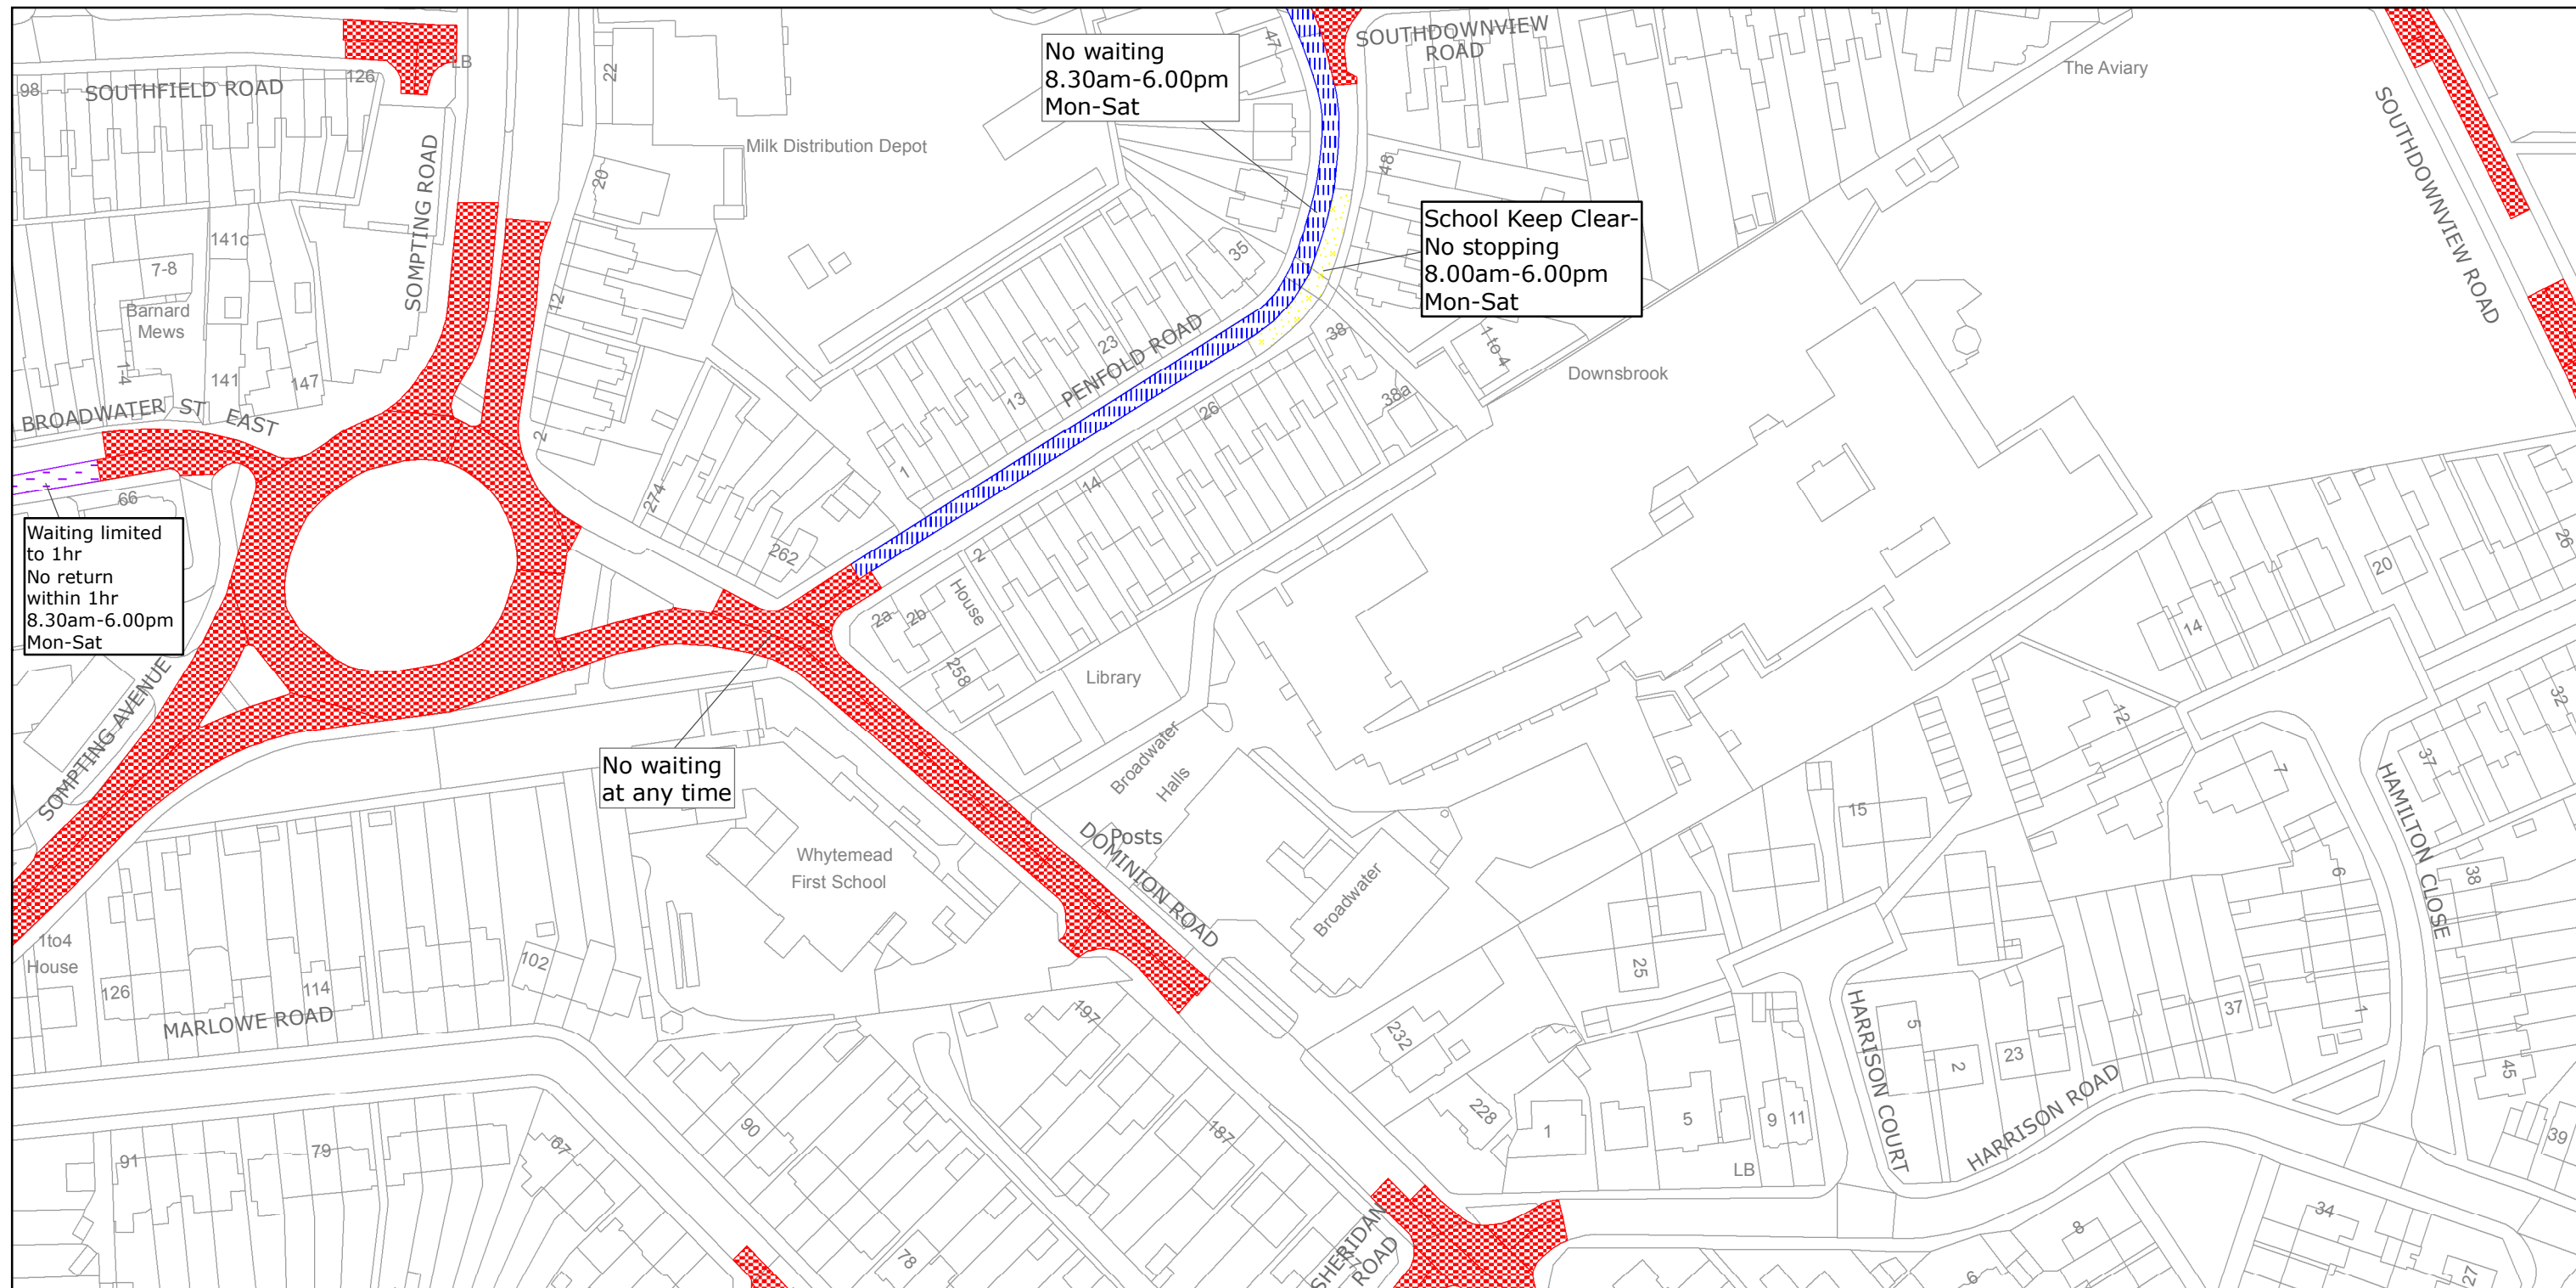 SOUTHFIELD ROAD
98
126
LB
22
SOMPTING ROAD
20
Milk Distribution Depot
No waiting
8.30am-6.00pm
Mon-Sat
47
SOUTHDOWNVIEW
ROAD
The Aviary
SOUTHDOWNVIEW ROAD
48
School Keep Clear-
No stopping
8.00am-6.00pm
Mon-Sat
141c
7-8
Barnard
Mews
1-4
141
147
12
2
35
23
13
1
PENFOLD ROAD
38
1 to 4
38a
26
14
2
Downsbrook
BROADWATER ST EAST
66
Waiting limited
to 1hr
No return
within 1hr
8.30am-6.00pm
Mon-Sat
274
262
2a
2b
House
258
Library
Broadwater
Halls
SOMPTING AVENUE
No waiting
at any time
Whytemead
First School
Posts
DOMINION ROAD
Broadwater
26
20
14
12
32
37
7
HAMILTON CLOSE
15
6
38
25
1to4
House
126
114
102
MARLOWE ROAD
197
232
HARRISON COURT
5
2
23
37
1
45
HARRISON ROAD
91
79
67
90
187
228
1
5
9
11
LB
39
78
SHERIDAN
ROAD
6
8
34
27